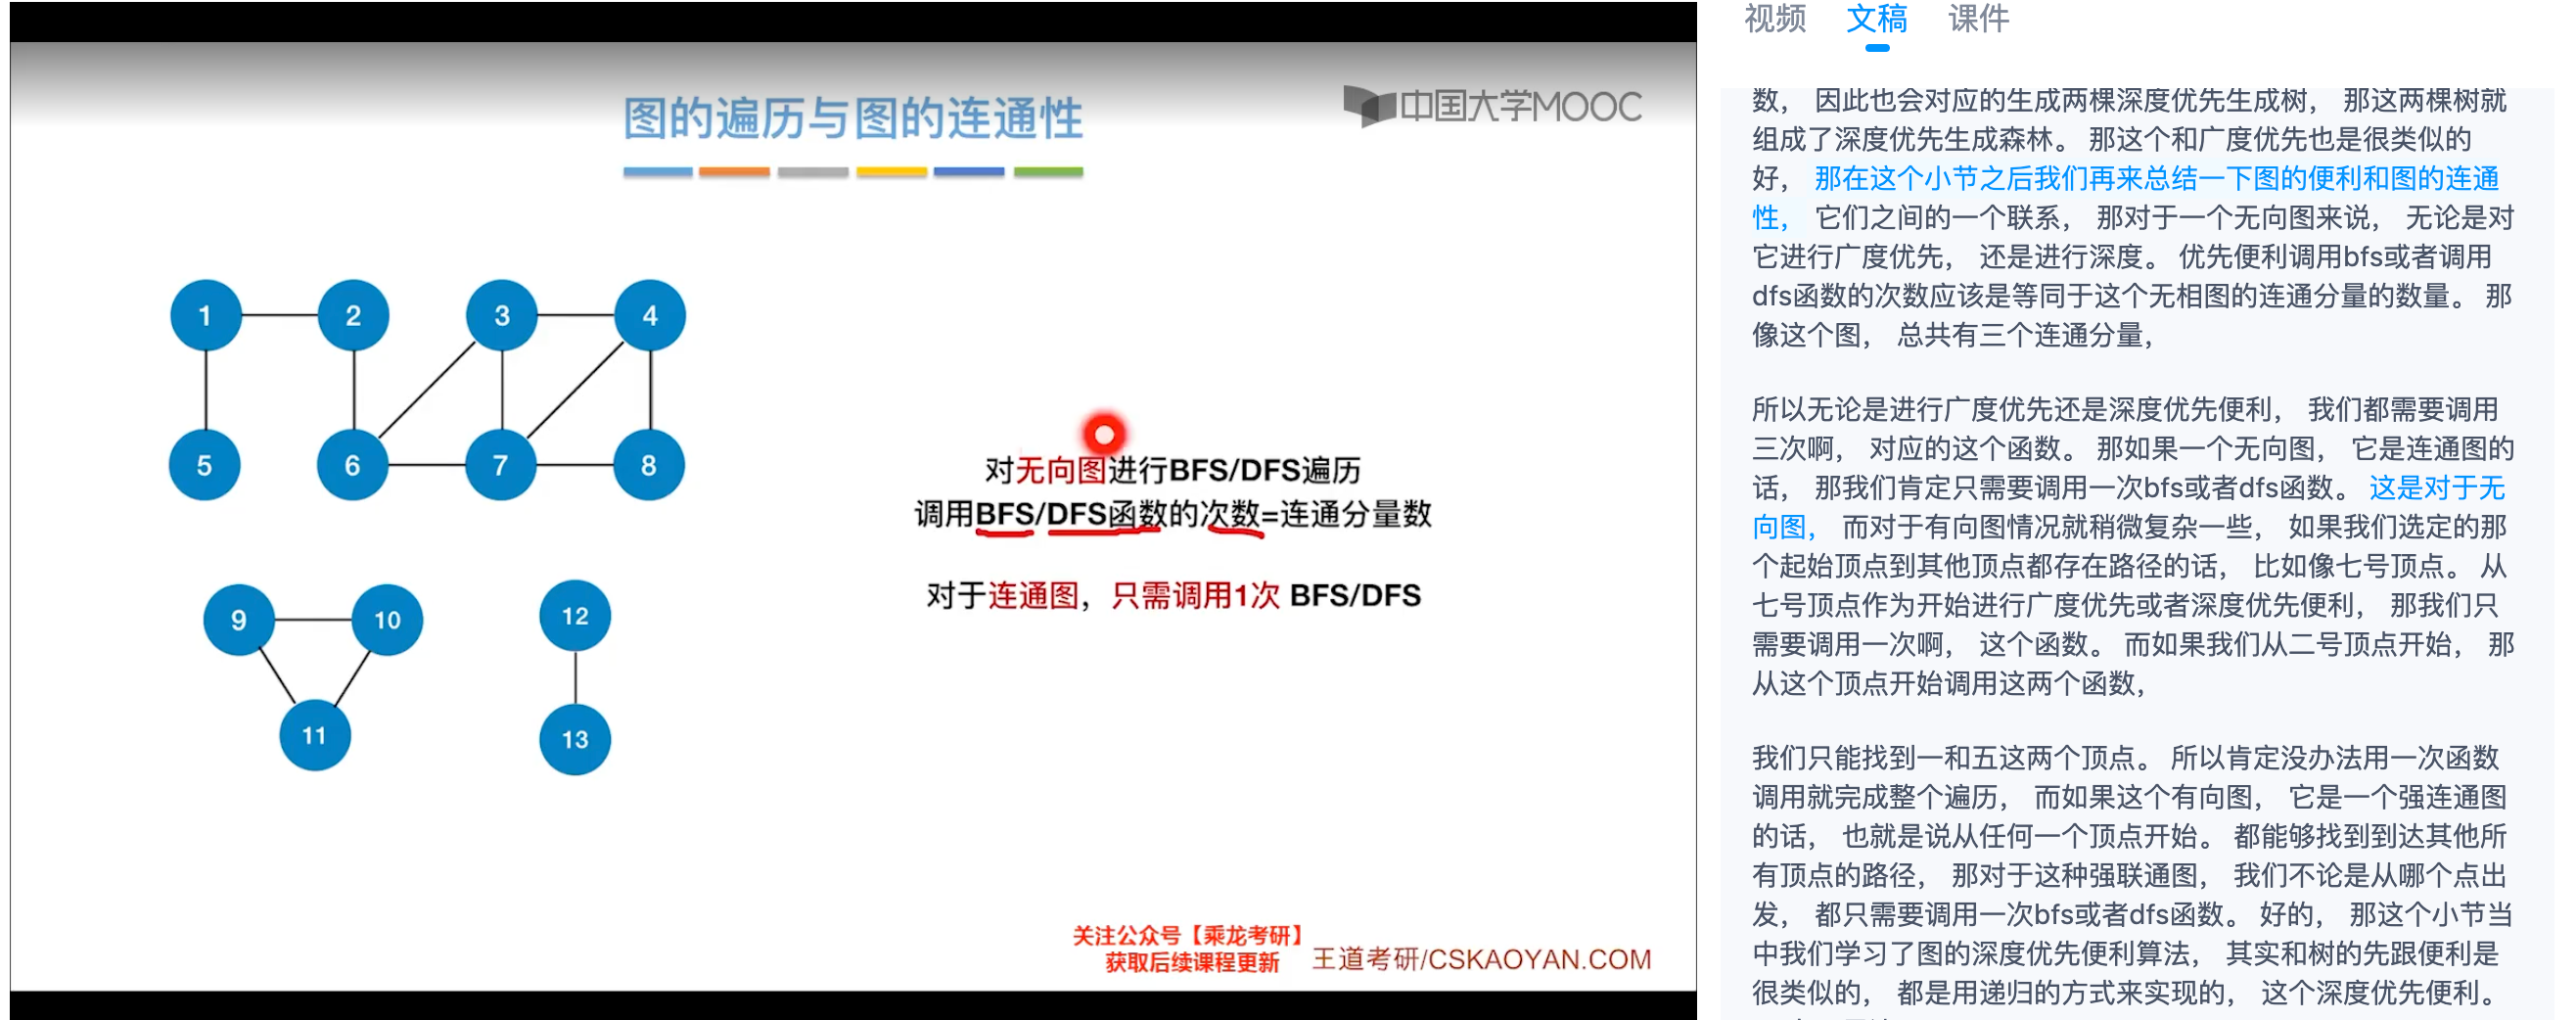 图的遍历与图的连通性
中国大学MOOC
1
2
3
4
5
6
7
8
9
10
11
12
13
对无向图进行BFS/DFS遍历
调用BFS/DFS函数的次数=连通分量数
对于连通图，只需调用1次 BFS/DFS
关注公众号【乘龙考研】
获取后续课程更新
王道考研/CSKAOYAN.COM
视频 文稿 课件
数， 因此也会对应的生成两棵深度优先生成树， 那这两棵树就
组成了深度优先生成森林。 那这个和广度优先也是很类似的
好， 那在这个小节之后我们再来总结一下图的便利和图的连通
性， 它们之间的一个联系， 那对于一个无向图来说， 无论是对
它进行广度优先， 还是进行深度。 优先便利调用bfs或者调用
dfs函数的次数应该是等同于这个无相图的连通分量的数量。 那
像这个图， 总共有三个连通分量，
所以无论是进行广度优先还是深度优先便利， 我们都需要调用
三次啊， 对应的这个函数。 那如果一个无向图， 它是连通图的
话， 那我们肯定只需要调用一次bfs或者dfs函数。 这是对于无
向图， 而对于有向图情况就稍微复杂一些， 如果我们选定的那
个起始顶点到其他顶点都存在路径的话， 比如像七号顶点。 从
七号顶点作为开始进行广度优先或者深度优先便利， 那我们只
需要调用一次啊， 这个函数。 而如果我们从二号顶点开始， 那
从这个顶点开始调用这两个函数，
我们只能找到一和五这两个顶点。 所以肯定没办法用一次函数
调用就完成整个遍历， 而如果这个有向图， 它是一个强连通图
的话， 也就是说从任何一个顶点开始。 都能够找到到达其他所
有顶点的路径， 那对于这种强联通图， 我们不论是从哪个点出
发， 都只需要调用一次bfs或者dfs函数。 好的， 那这个小节当
中我们学习了图的深度优先便利算法， 其实和树的先跟便利是
很类似的， 都是用递归的方式来实现的， 这个深度优先便利。